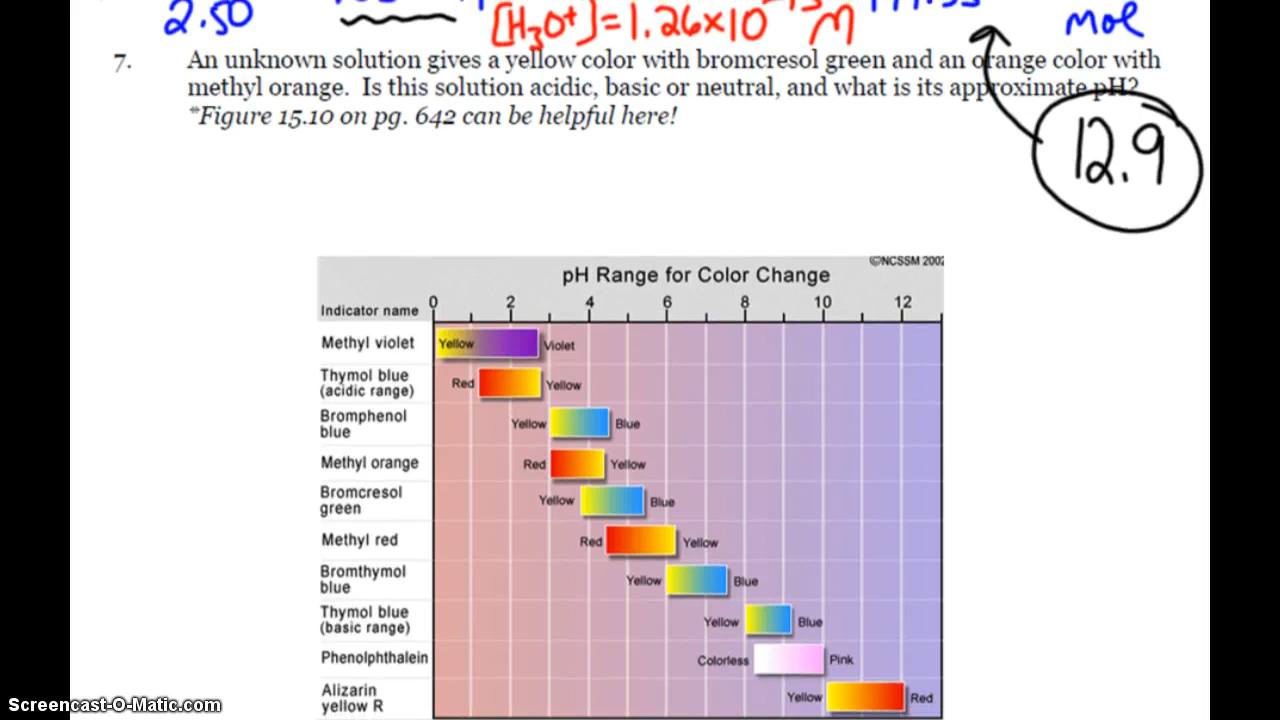 2.50 [H3O+]=1.26x10-13 M mol
7. An unknown solution gives a yellow color with bromcresol green and an orange color with
methyl orange. Is this solution acidic, basic or neutral, and what is its approximate pH?
*Figure 15.10 on pg. 642 can be helpful here!
12.9
©NCSSM 2002
pH Range for Color Change
Indicator name 0 2 4 6 8 10 12
Methyl violet Yellow Violet
Thymol blue
(acidic range) Red Yellow
Bromphenol
blue Yellow Blue
Methyl orange Red Yellow
Bromcresol
green Yellow Blue
Methyl red Red Yellow
Bromthymol
blue Yellow Blue
Thymol blue
(basic range) Yellow Blue
Phenolphthalein Colorless Pink
Alizarin
yellow R Yellow Red
Screencast-O-Matic.com